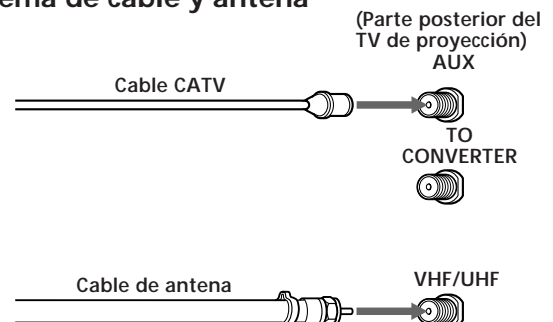 ema de cable y antena
(Parte posterior del
TV de proyección)
AUX
Cable CATV
TO
CONVERTER
Cable de antena
VHF/UHF